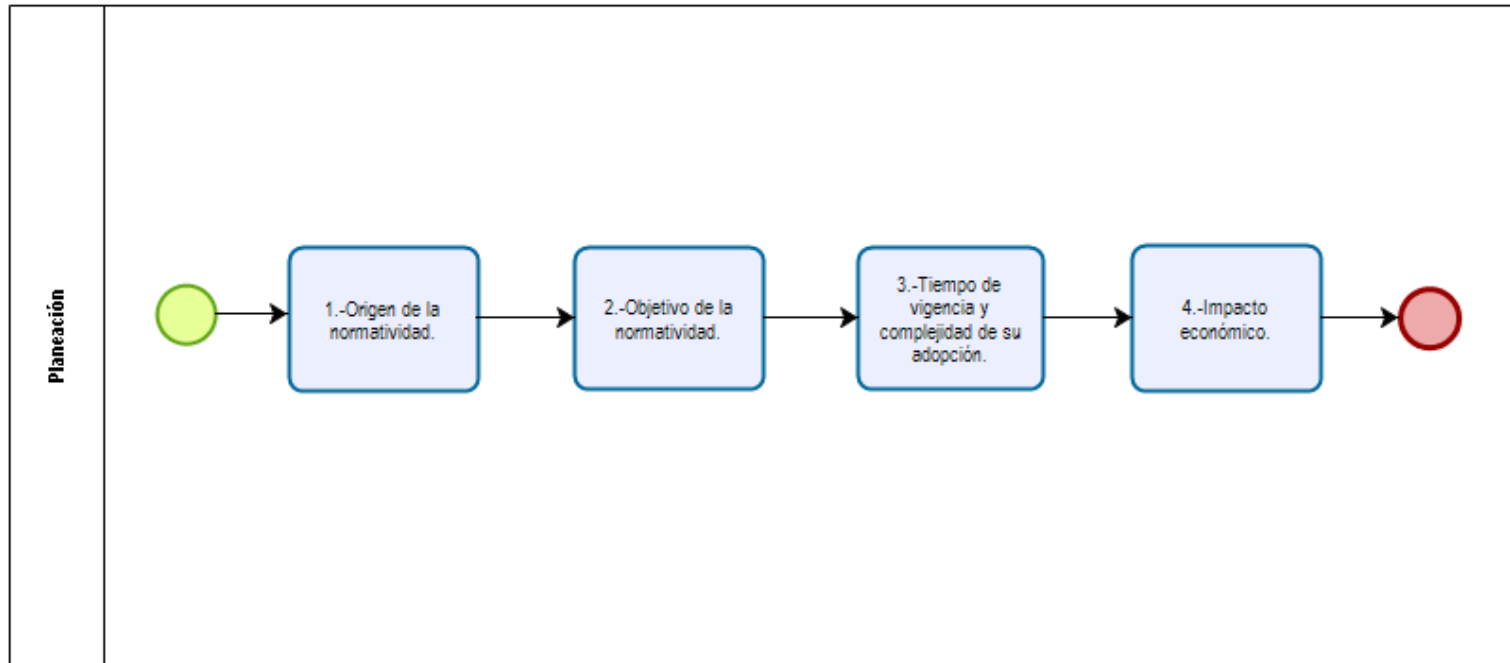 Planeación
1.-Origen de la
normatividad.
2.-Objetivo de la
normatividad.
3.-Tiempo de
vigencia y
complejidad de su
adopción.
4.-Impacto
económico.